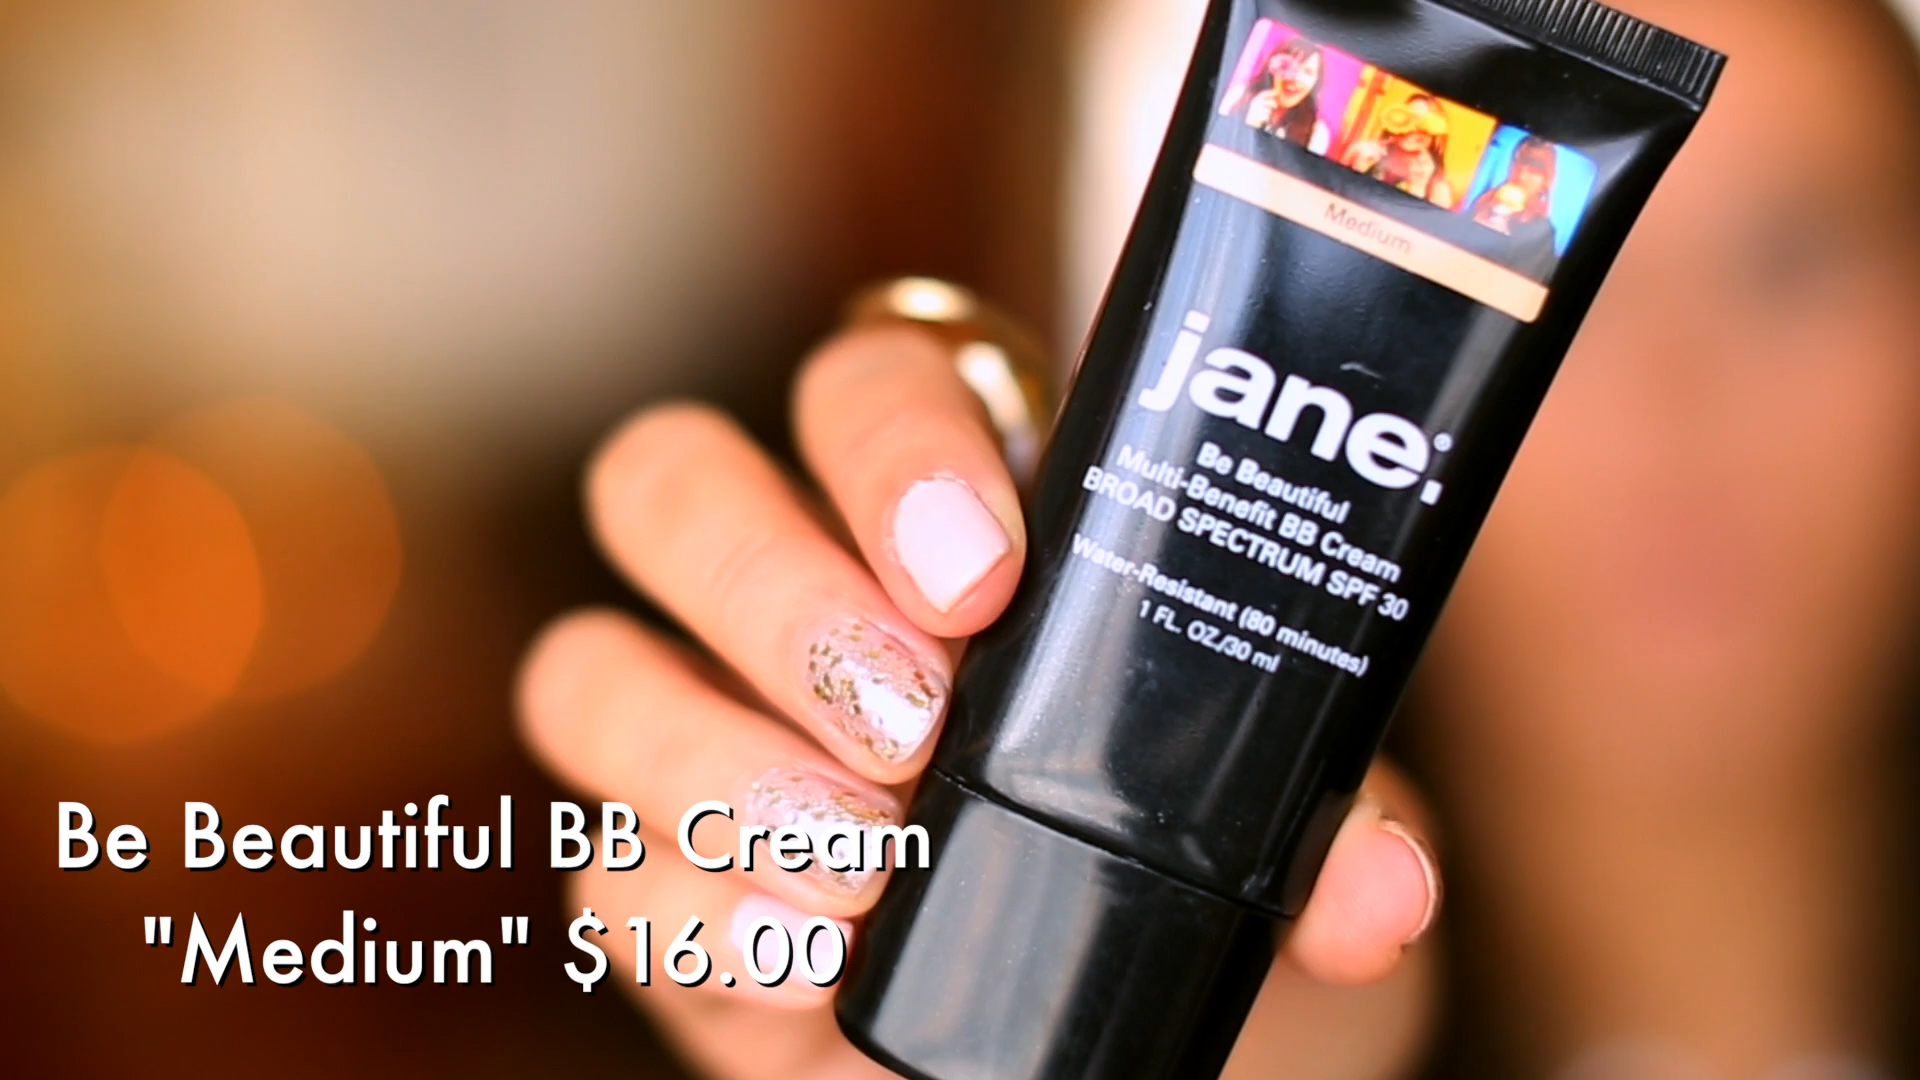 Medium
jane.®
Be Beautiful
Multi-Benefit BB Cream
BROAD SPECTRUM SPF 30
Water-Resistant (80 minutes)
1 FL. OZ./30 ml
Be Beautiful BB Cream
"Medium" $16.00